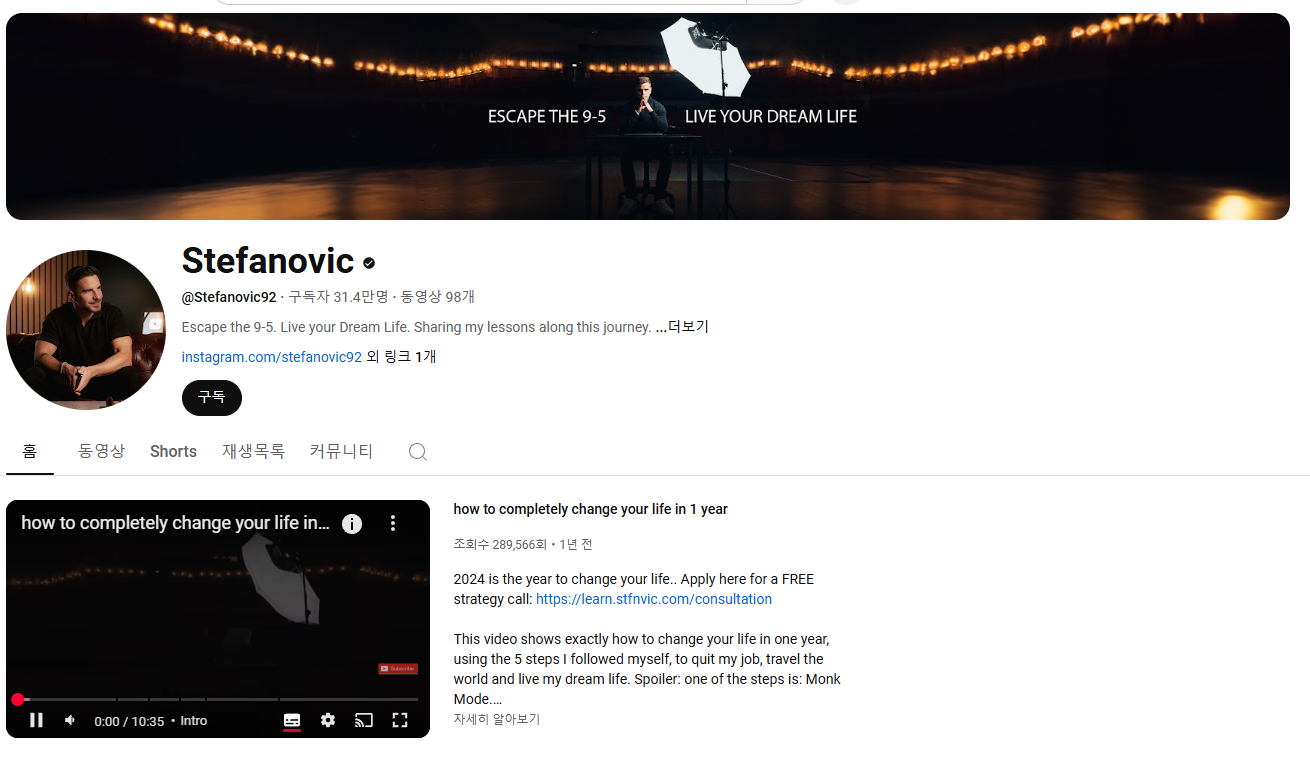 ESCAPE THE 9-5 LIVE YOUR DREAM LIFE
Stefanovic
@Stefanovic92 · 구독자 31.4만명 · 동영상 98개
Escape the 9-5. Live your Dream Life. Sharing my lessons along this journey. ...더보기
instagram.com/stefanovic92 외 링크 1개
구독
홈 동영상 Shorts 재생목록 커뮤니티
how to completely change your life in...
Subscribe
0:00 / 10:35 • Intro
how to completely change your life in 1 year
조회수 289,566회 • 1년 전
2024 is the year to change your life.. Apply here for a FREE
strategy call: https://learn.stfnvic.com/consultation
This video shows exactly how to change your life in one year,
using the 5 steps I followed myself, to quit my job, travel the
world and live my dream life. Spoiler: one of the steps is: Monk
Mode.…
자세히 알아보기